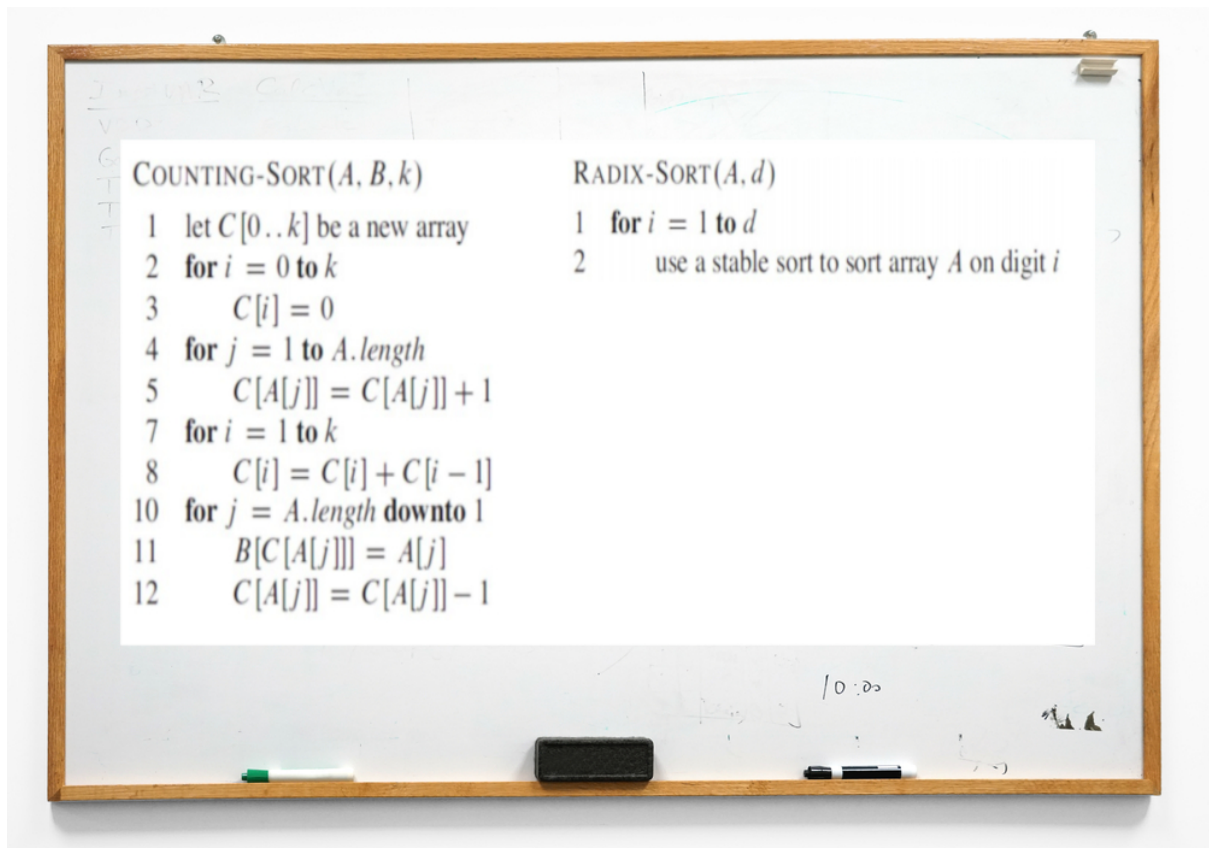 COUNTING-SORT(A, B, k)
1 let C[0..k] be a new array
2 for i = 0 to k
3 C[i] = 0
4 for j = 1 to A.length
5 C[A[j]] = C[A[j]] + 1
7 for i = 1 to k
8 C[i] = C[i] + C[i − 1]
10 for j = A.length downto 1
11 B[C[A[j]]] = A[j]
12 C[A[j]] = C[A[j]] − 1
RADIX-SORT(A, d)
1 for i = 1 to d
2 use a stable sort to sort array A on digit i
10:00